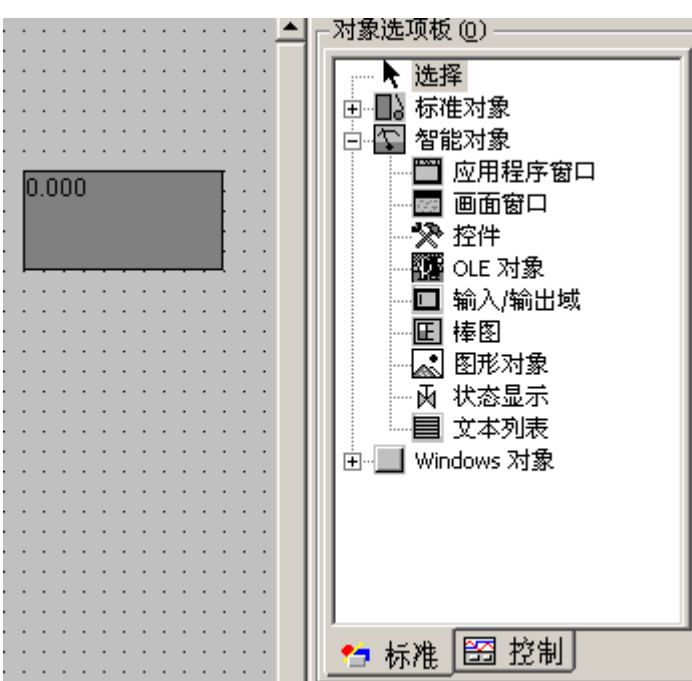 对象选项板 (O)
选择
标准对象
智能对象
0.000
应用程序窗口
画面窗口
控件
OLE 对象
输入/输出域
棒图
图形对象
状态显示
文本列表
Windows 对象
标准
控制